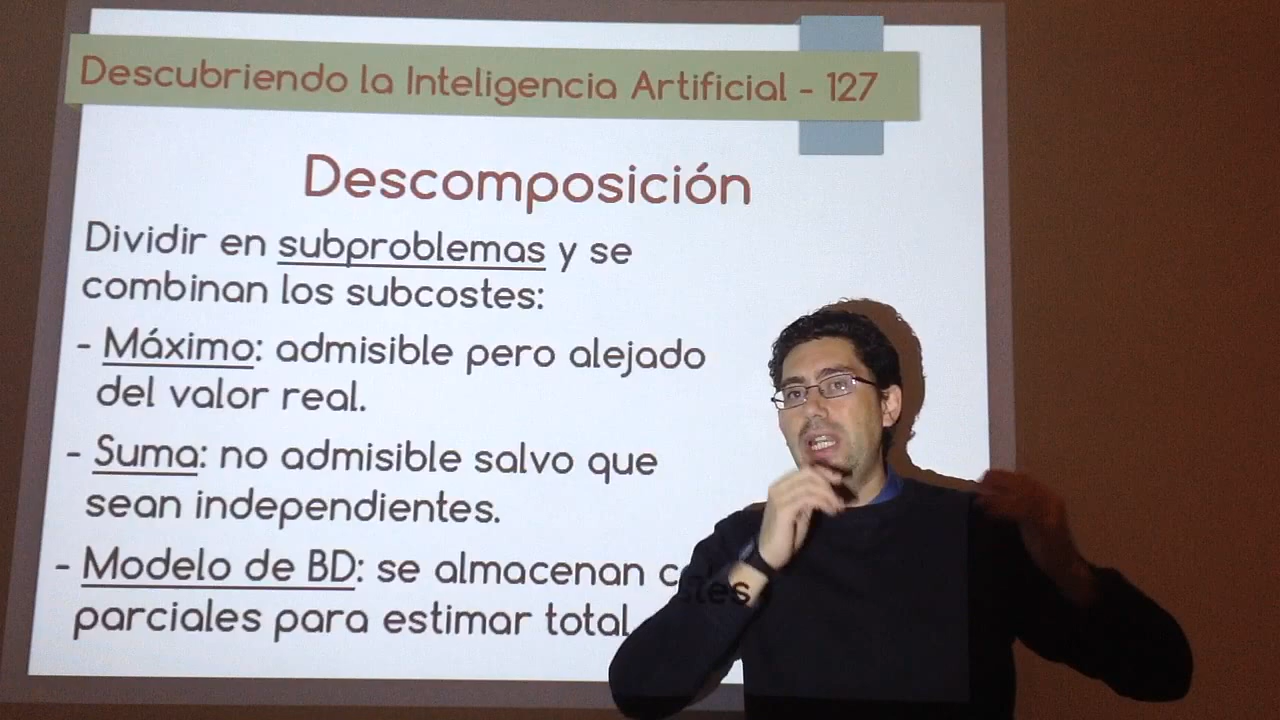 Descubriendo la Inteligencia Artificial - 127
Descomposición
Dividir en subproblemas y se
combinan los subcostes:
- Máximo: admisible pero alejado
del valor real.
- Suma: no admisible salvo que
sean independientes.
- Modelo de BD: se almacenan costes
parciales para estimar total